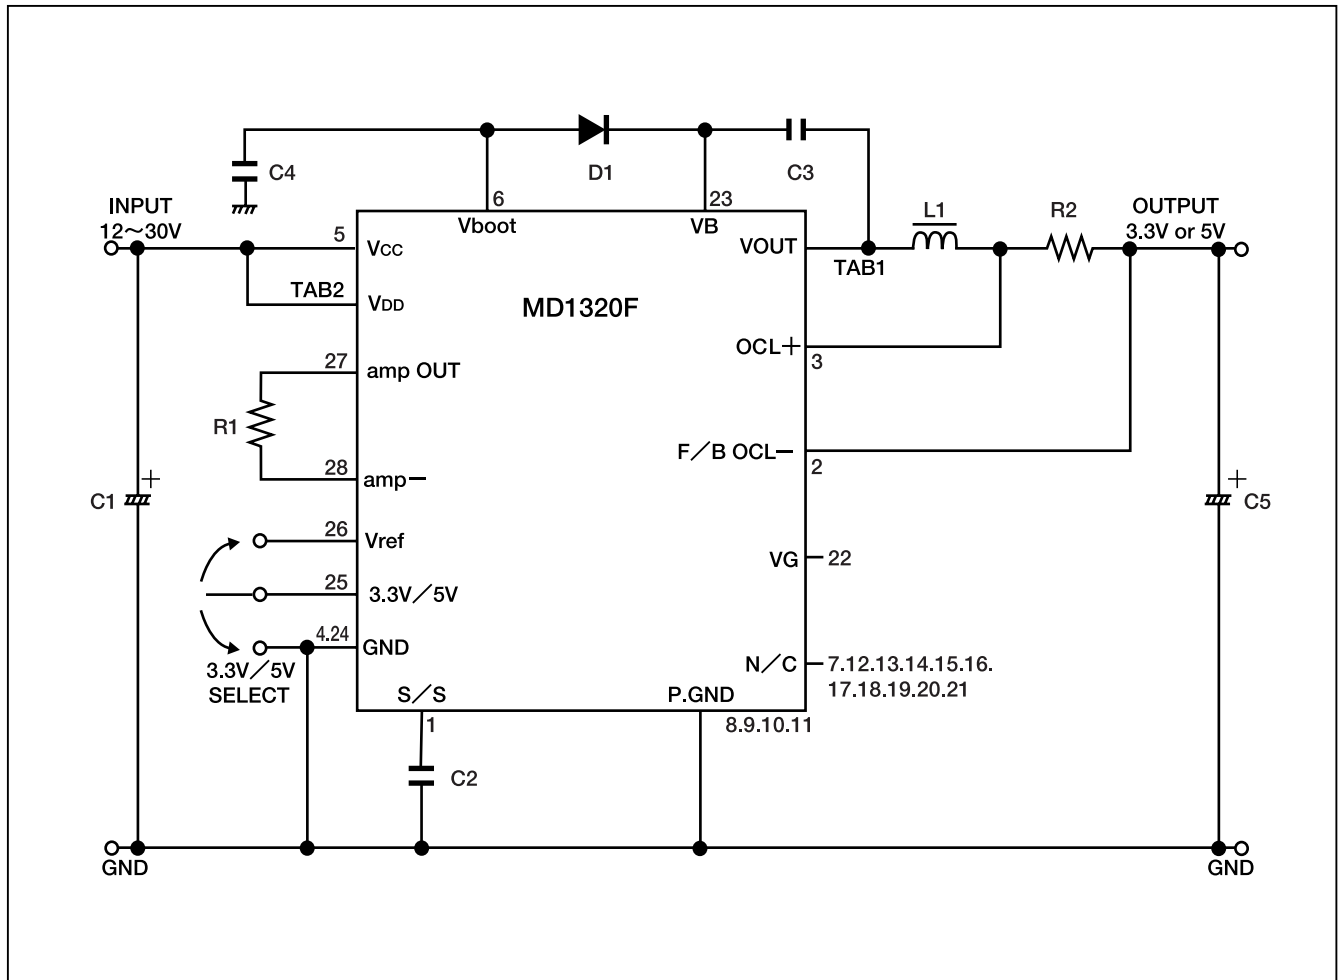 C4
D1
C3
6
23
INPUT
12～30V
Vboot
VB
L1
R2
OUTPUT
3.3V or 5V
5
VCC
VOUT
TAB1
TAB2
VDD
MD1320F
OCL+
3
27
amp OUT
R1
F/B OCL−
2
28
amp−
C1
+
+
C5
26
Vref
VG
22
25
3.3V/5V
4.24
GND
N/C
7.12.13.14.15.16.
17.18.19.20.21
3.3V/5V
SELECT
S/S
P.GND
1
8.9.10.11
C2
GND
GND